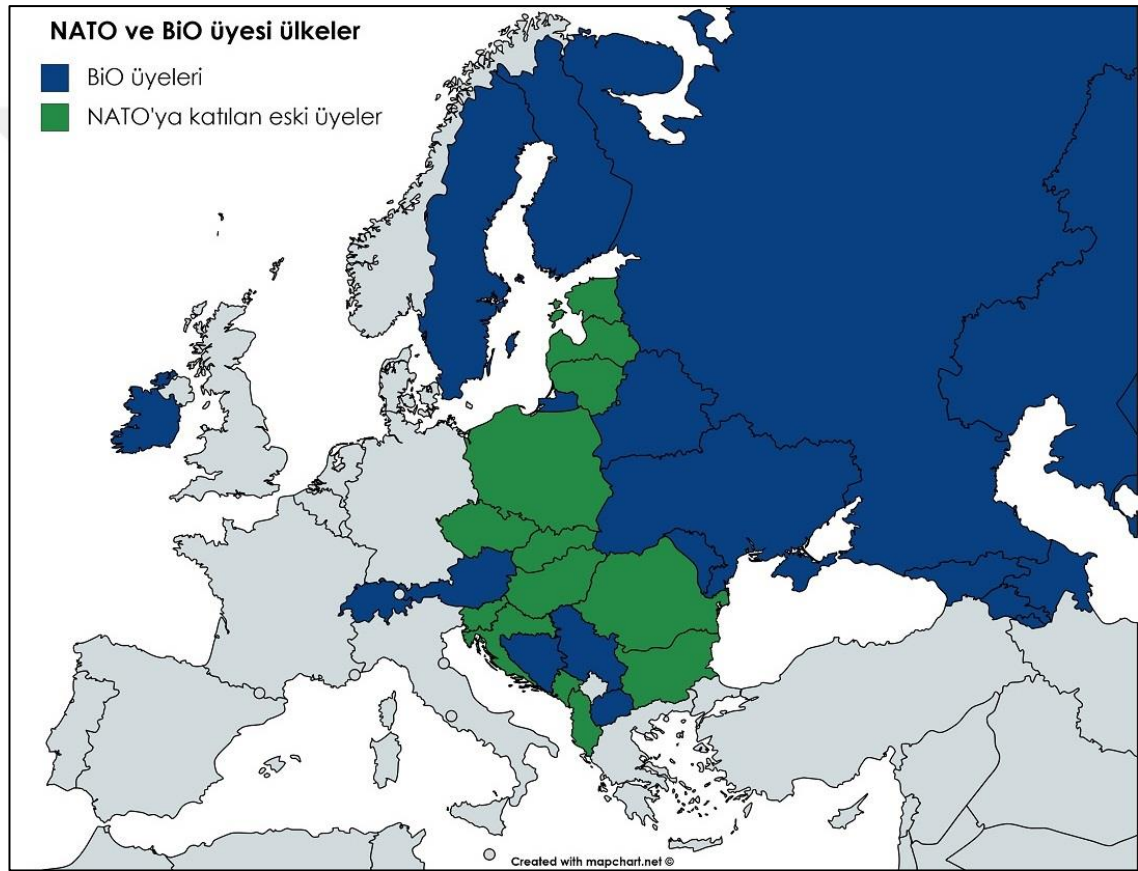 NATO ve BiO üyesi ülkeler
BiO üyeleri
NATO'ya katılan eski üyeler
Created with mapchart.net ©